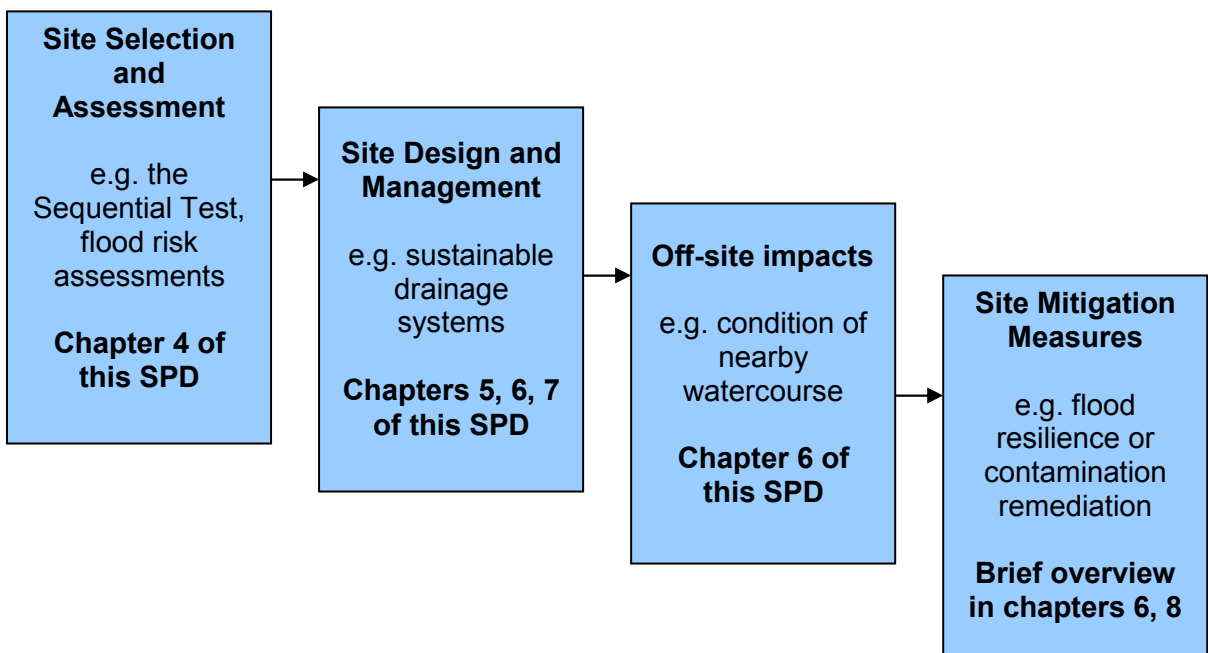 Site Selection
and
Assessment
e.g. the
Sequential Test,
flood risk
assessments
Chapter 4 of
this SPD
Site Design and
Management
e.g. sustainable
drainage
systems
Chapters 5, 6, 7
of this SPD
Off-site impacts
e.g. condition of
nearby
watercourse
Chapter 6 of
this SPD
Site Mitigation
Measures
e.g. flood
resilience or
contamination
remediation
Brief overview
in chapters 6, 8